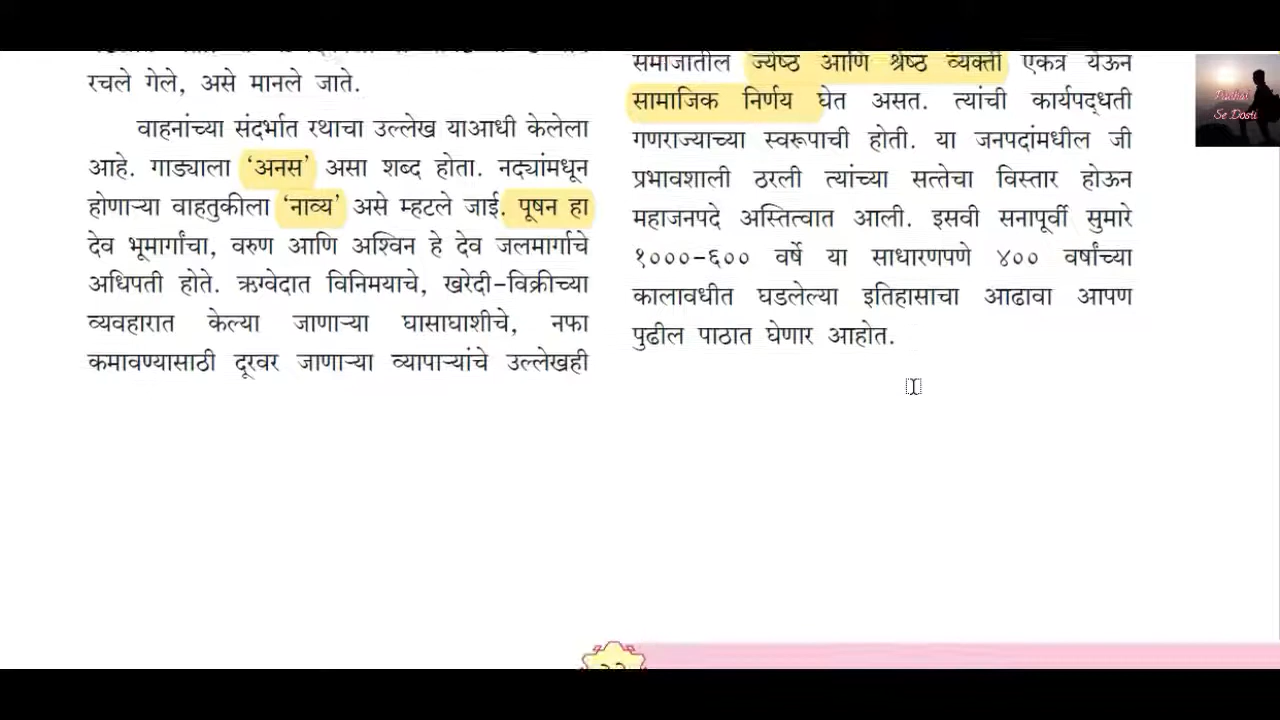 रचले गेले, असे मानले जाते.
वाहनांच्या संदर्भात रथाचा उल्लेख याआधी केलेला
आहे. गाड्याला ‘अनस’ असा शब्द होता. नद्यांमधून
होणाऱ्या वाहतुकीला ‘नाव्य’ असे म्हटले जाई. पूषन हा
देव भूमार्गांचा, वरुण आणि अश्विन हे देव जलमार्गाचे
अधिपती होते. ऋग्वेदात विनिमयाचे, खरेदी-विक्रीच्या
व्यवहारात केल्या जाणाऱ्या घासाघाशीचे, नफा
कमावण्यासाठी दूरवर जाणाऱ्या व्यापाऱ्यांचे उल्लेखही
समाजातील ज्येष्ठ आणि श्रेष्ठ व्यक्ती एकत्र येऊन
सामाजिक निर्णय घेत असत. त्यांची कार्यपद्धती
गणराज्याच्या स्वरूपाची होती. या जनपदांमधील जी
प्रभावशाली ठरली त्यांच्या सत्तेचा विस्तार होऊन
महाजनपदे अस्तित्वात आली. इसवी सनापूर्वी सुमारे
१०००-६०० वर्षे या साधारणपणे ४०० वर्षांच्या
कालावधीत घडलेल्या इतिहासाचा आढावा आपण
पुढील पाठात घेणार आहोत.
Padhai
Se Dosti